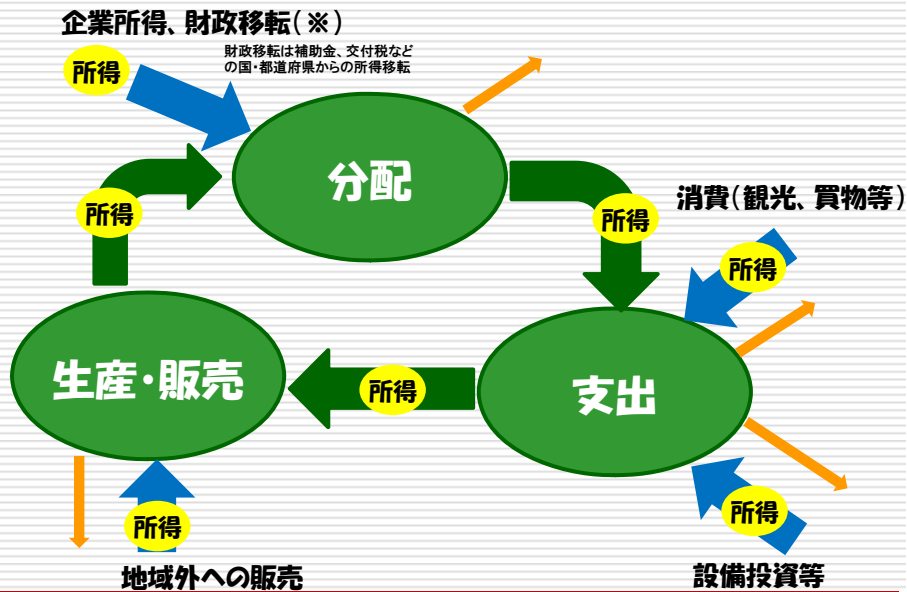 企業所得、財政移転(※)
財政移転は補助金、交付税など
の国・都道府県からの所得移転
所得
分配
所得
所得
消費(観光、買物等)
所得
生産・販売
所得
支出
所得
地域外への販売
所得
設備投資等